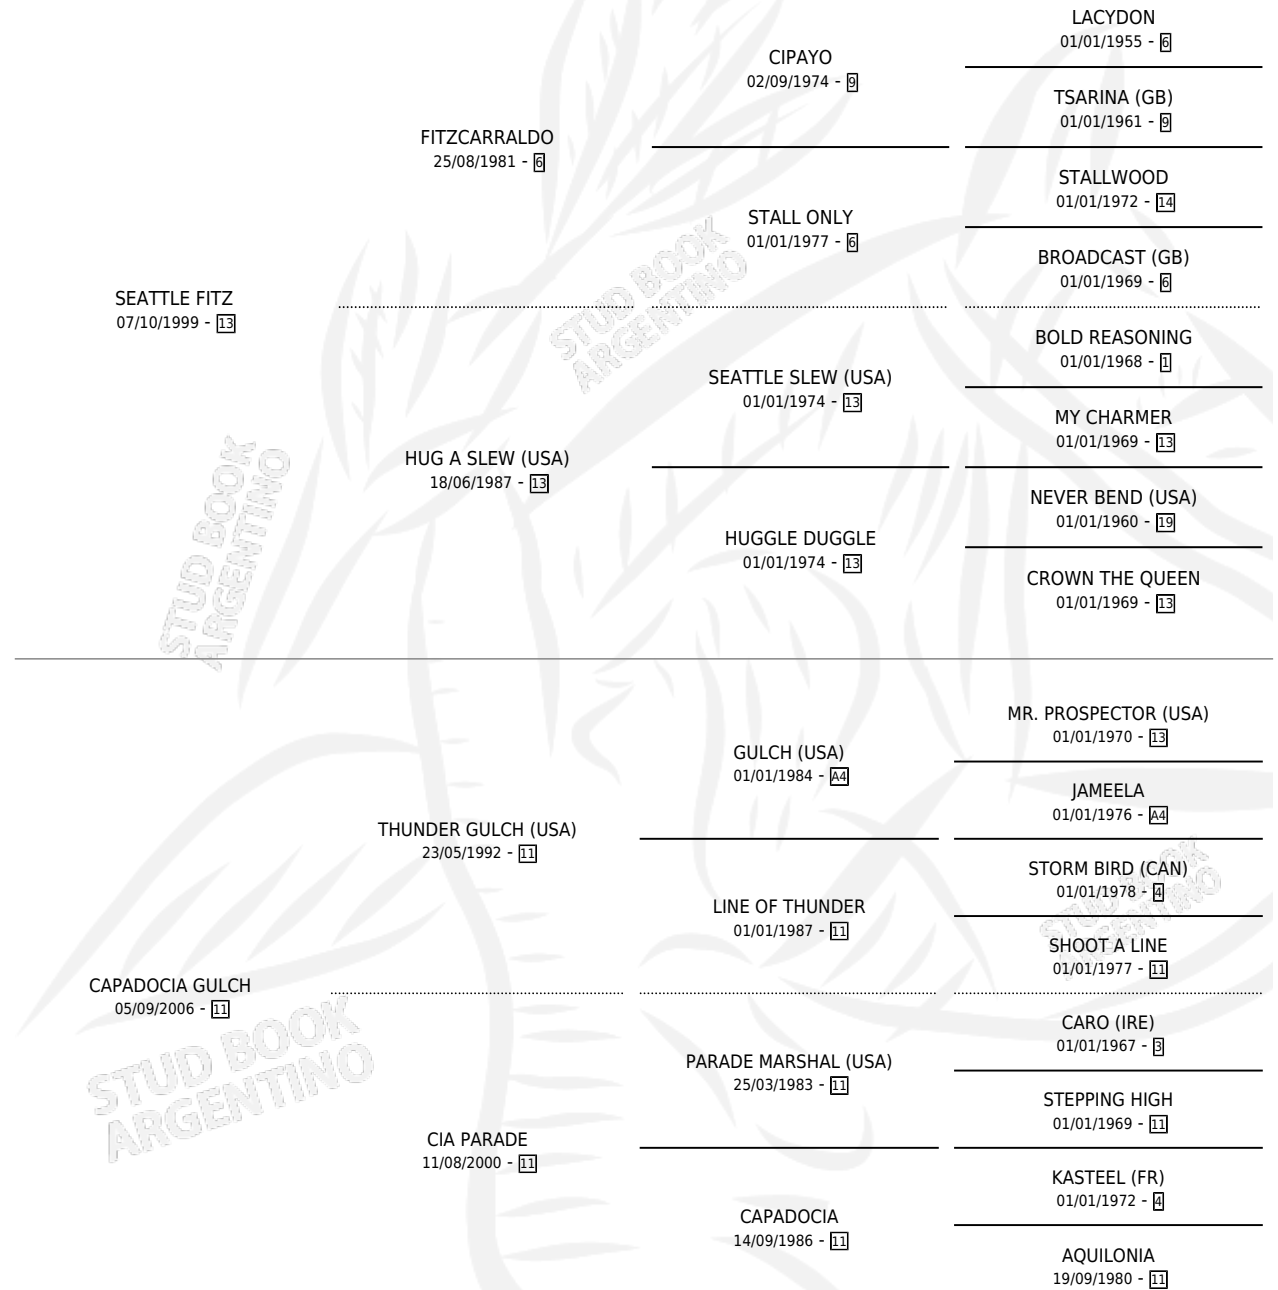 LACYDON
01/01/1955 - 6
CIPAYO
02/09/1974 - 9
TSARINA (GB)
01/01/1961 - 9
FITZCARRALDO
25/08/1981 - 6
STALLWOOD
01/01/1972 - 14
STALL ONLY
01/01/1977 - 6
BROADCAST (GB)
01/01/1969 - 6
SEATTLE FITZ
07/10/1999 - 13
STUD BOOK
ARGENTINO
BOLD REASONING
01/01/1968 - 1
SEATTLE SLEW (USA)
01/01/1974 - 13
MY CHARMER
01/01/1969 - 13
HUG A SLEW (USA)
18/06/1987 - 13
NEVER BEND (USA)
01/01/1960 - 19
HUGGLE DUGGLE
01/01/1974 - 13
CROWN THE QUEEN
01/01/1969 - 13
STUD BOOK
ARGENTINO
MR. PROSPECTOR (USA)
01/01/1970 - 13
GULCH (USA)
01/01/1984 - A4
JAMEELA
01/01/1976 - A4
THUNDER GULCH (USA)
23/05/1992 - 11
STORM BIRD (CAN)
01/01/1978 - 4
LINE OF THUNDER
01/01/1987 - 11
SHOOT A LINE
01/01/1977 - 11
STUD BOOK
ARGENTINO
CAPADOCIA GULCH
05/09/2006 - 11
CARO (IRE)
01/01/1967 - 3
PARADE MARSHAL (USA)
25/03/1983 - 11
STEPPING HIGH
01/01/1969 - 11
STUD BOOK
ARGENTINO
CIA PARADE
11/08/2000 - 11
KASTEEL (FR)
01/01/1972 - 4
CAPADOCIA
14/09/1986 - 11
AQUILONIA
19/09/1980 - 11